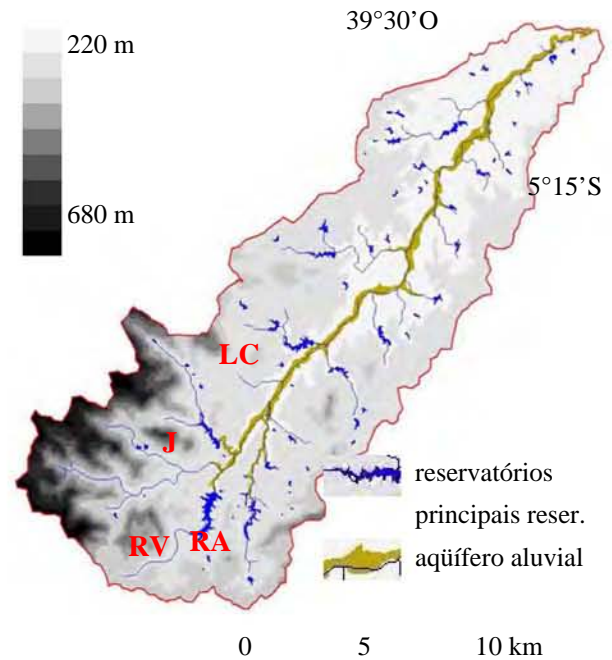 39°30’O
220 m
5°15’S
680 m
LC
J
reservatórios
principais reser.
RV
RA
aqüífero aluvial
0 5 10 km